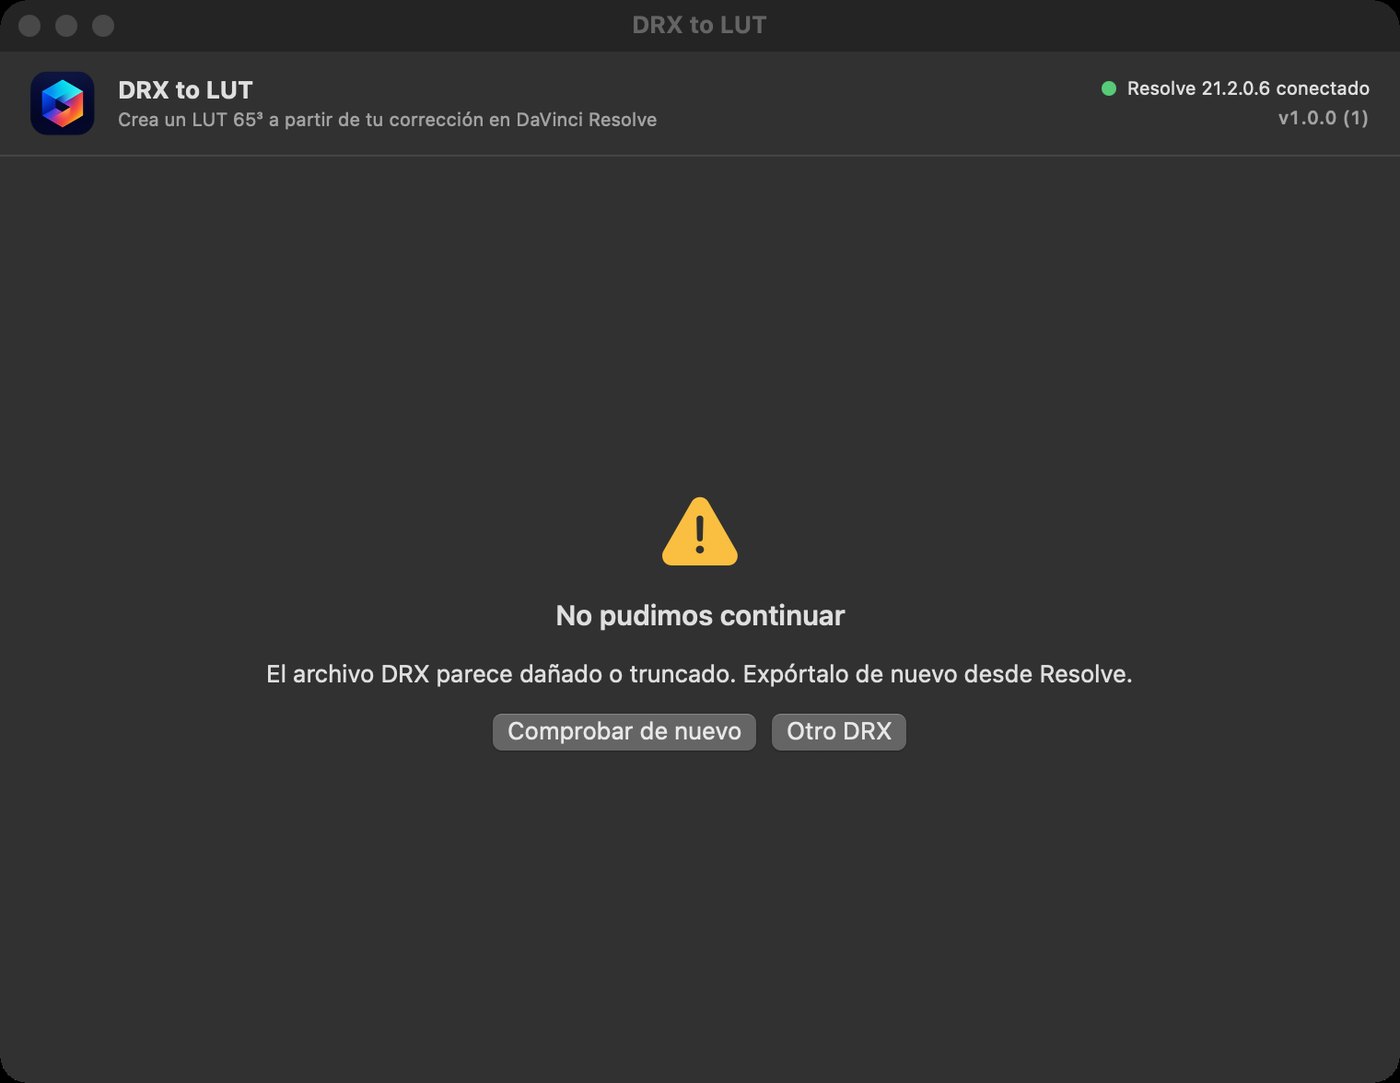 DRX to LUT
DRX to LUT
Crea un LUT 65³ a partir de tu corrección en DaVinci Resolve
Resolve 21.2.0.6 conectado
v1.0.0 (1)
No pudimos continuar
El archivo DRX parece dañado o truncado. Expórtalo de nuevo desde Resolve.
Comprobar de nuevo
Otro DRX